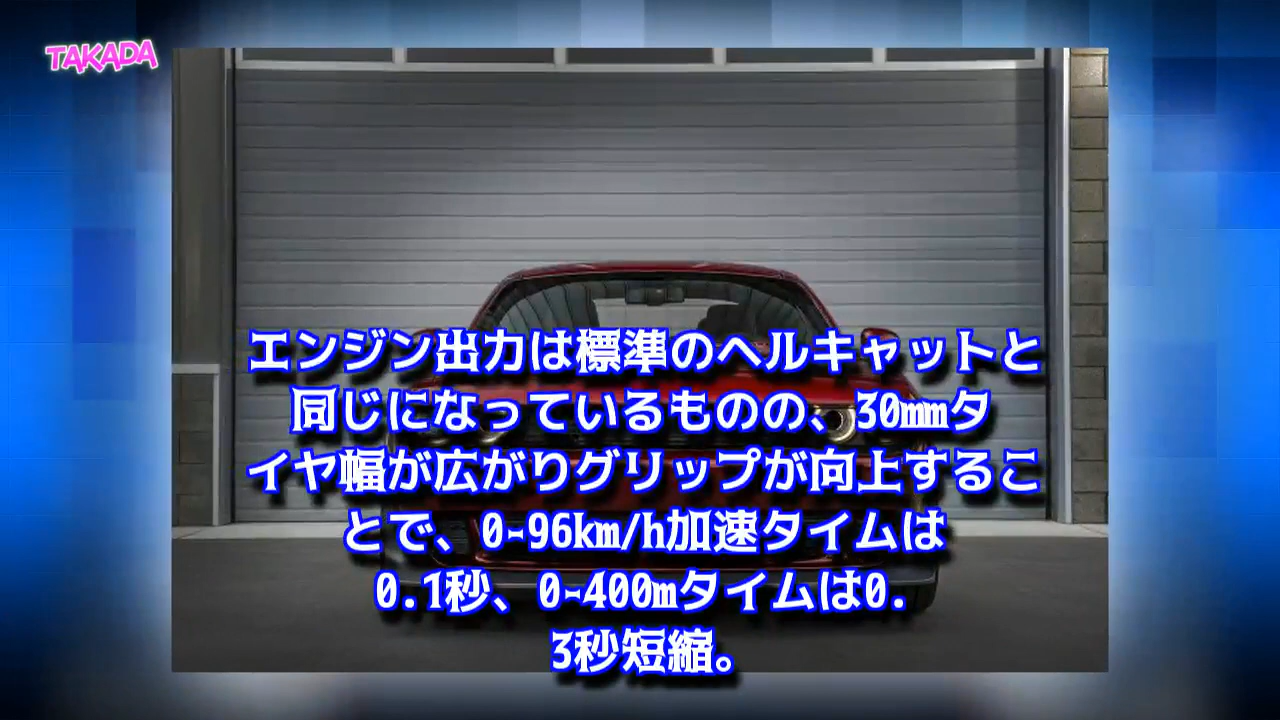 TAKADA
エンジン出力は標準のヘルキャットと
同じになっているものの、30mmタ
イヤ幅が広がりグリップが向上するこ
とで、0-96km/h加速タイムは
0.1秒、0-400mタイムは0.
3秒短縮。